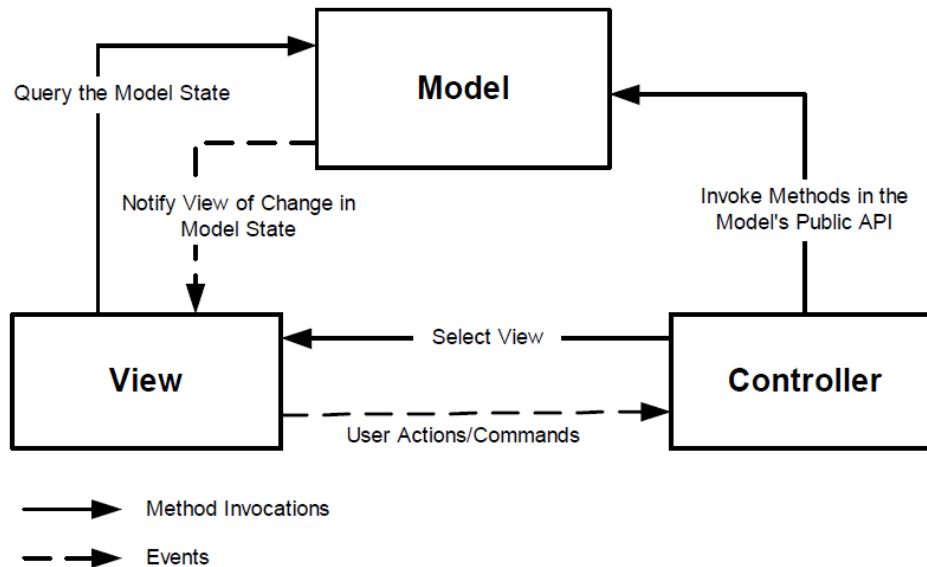 Model
Query the Model State
Notify View of Change in
Model State
Invoke Methods in the
Model's Public API
View
Select View
Controller
User Actions/Commands
Method Invocations
Events